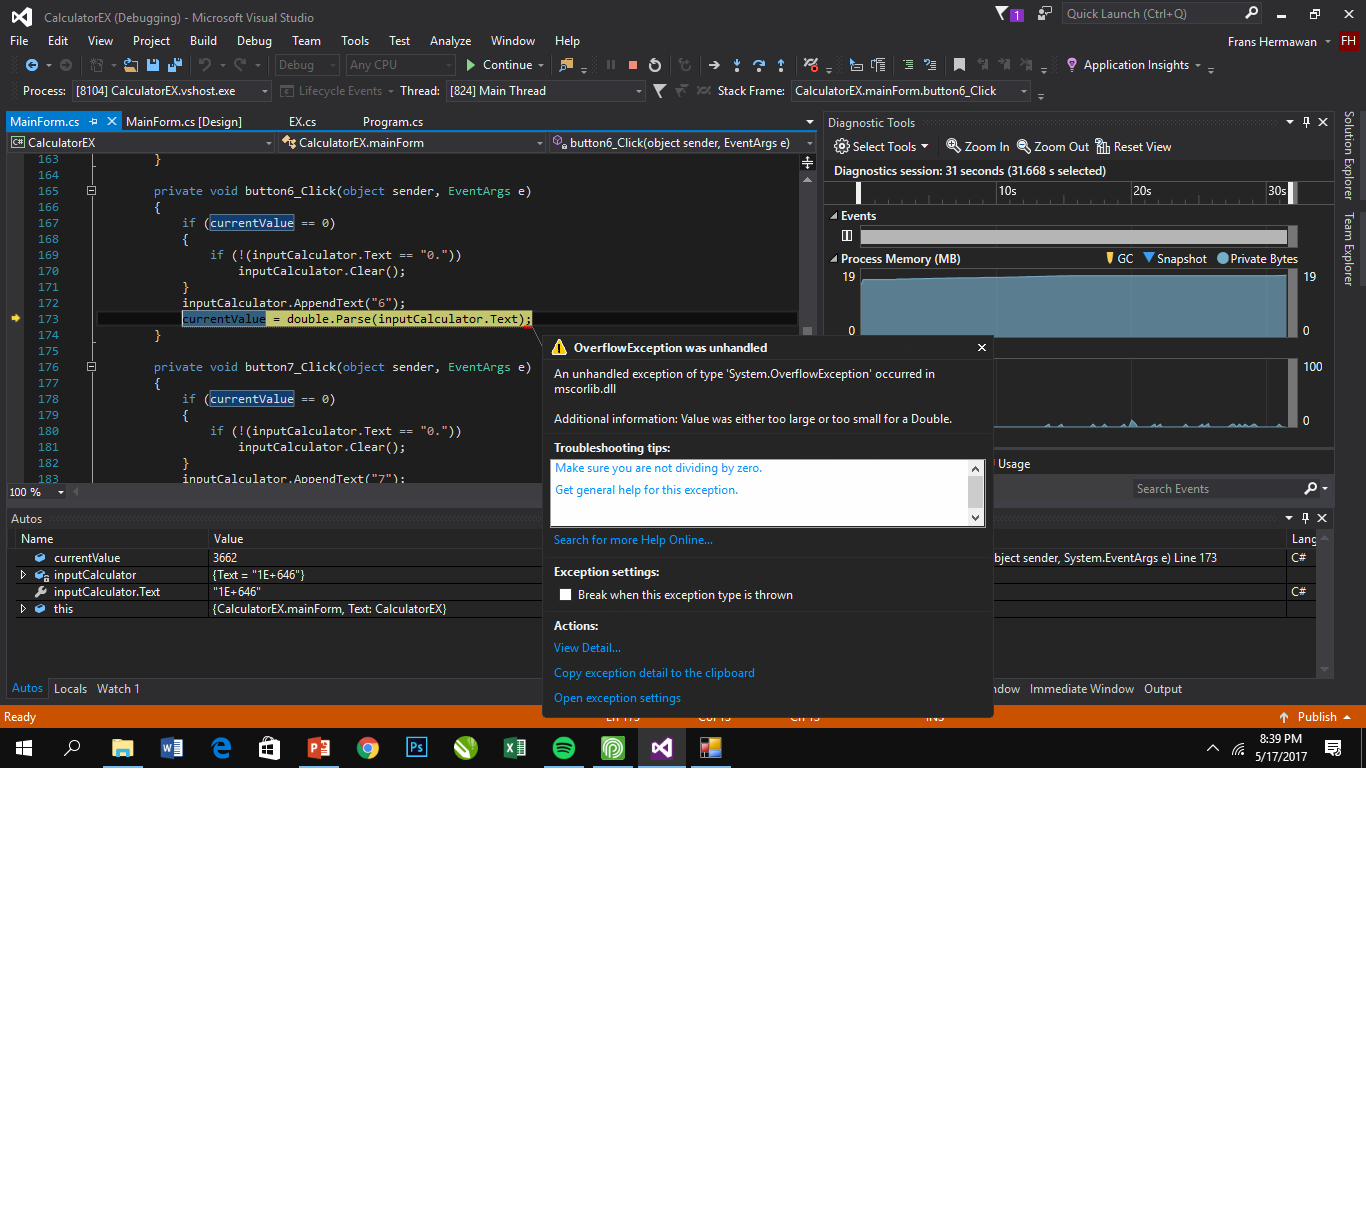 CalculatorEX (Debugging) - Microsoft Visual Studio
1
Quick Launch (Ctrl+Q)
File Edit View Project Build Debug Team Tools Test Analyze Window Help
Frans Hermawan FH
Debug Any CPU Continue Application Insights
Process: [8104] CalculatorEX.vshost.exe Lifecycle Events Thread: [824] Main Thread Stack Frame: CalculatorEX.mainForm.button6_Click
MainForm.cs MainForm.cs [Design] EX.cs Program.cs
C# CalculatorEX CalculatorEX.mainForm button6_Click(object sender, EventArgs e)
163 }
164
165 private void button6_Click(object sender, EventArgs e)
166 {
167 if (currentValue == 0)
168 {
169 if (!(inputCalculator.Text == "0."))
170 inputCalculator.Clear();
171 }
172 inputCalculator.AppendText("6");
173 currentValue = double.Parse(inputCalculator.Text);
174 }
175
176 private void button7_Click(object sender, EventArgs e)
177 {
178 if (currentValue == 0)
179 {
180 if (!(inputCalculator.Text == "0."))
181 inputCalculator.Clear();
182 }
183 inputCalculator.AppendText("7");
100 %
Diagnostic Tools
Select Tools Zoom In Zoom Out Reset View
Diagnostics session: 31 seconds (31.668 s selected)
10s 20s 30s
Events
Process Memory (MB) GC Snapshot Private Bytes
19 19
0 0
100
0
Usage
Search Events
Solution Explorer
Team Explorer
OverflowException was unhandled
An unhandled exception of type 'System.OverflowException' occurred in
mscorlib.dll
Additional information: Value was either too large or too small for a Double.
Troubleshooting tips:
Make sure you are not dividing by zero.
Get general help for this exception.
Search for more Help Online...
Exception settings:
Break when this exception type is thrown
Actions:
View Detail...
Copy exception detail to the clipboard
Open exception settings
Autos
Name Value
currentValue 3662
inputCalculator {Text = "1E+646"}
inputCalculator.Text "1E+646"
this {CalculatorEX.mainForm, Text: CalculatorEX}
Autos Locals Watch 1
Lang
bject sender, System.EventArgs e) Line 173 C#
C#
ndow Immediate Window Output
Ready
Publish
8:39 PM
5/17/2017